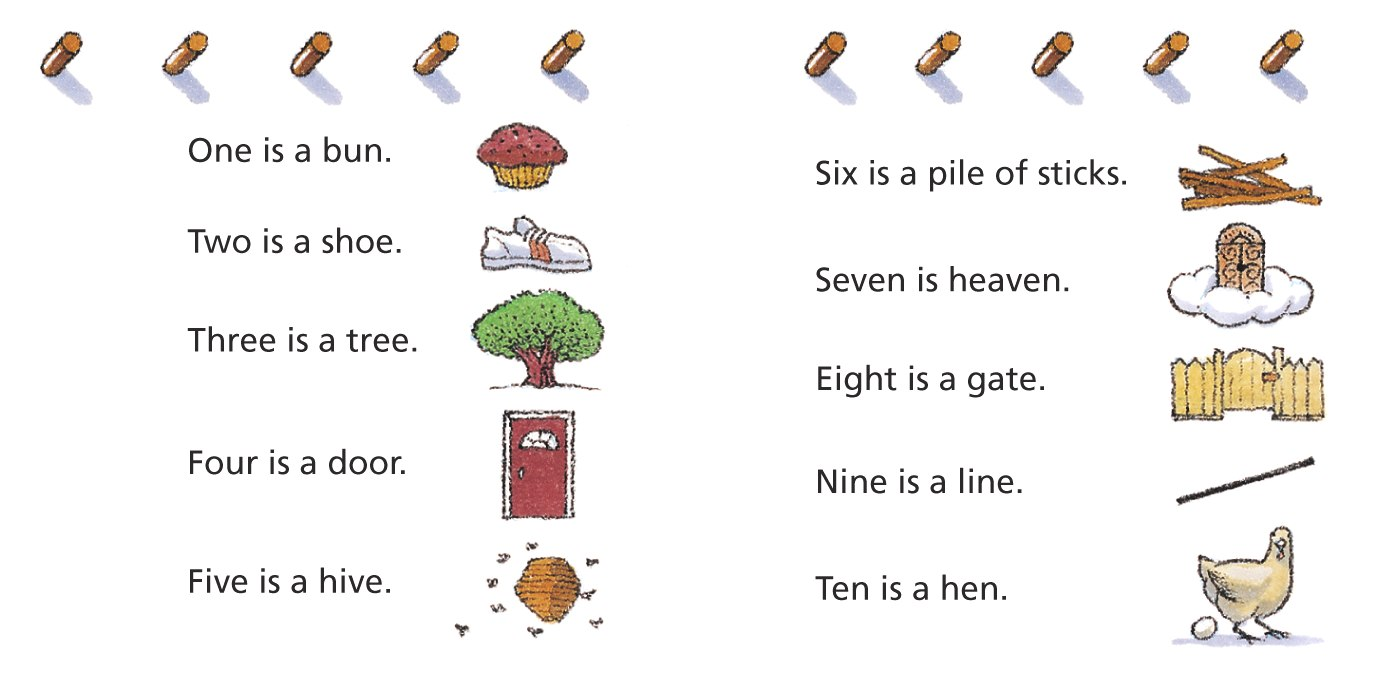 One is a bun.
Two is a shoe.
Three is a tree.
Four is a door.
Five is a hive.
Six is a pile of sticks.
Seven is heaven.
Eight is a gate.
Nine is a line.
Ten is a hen.